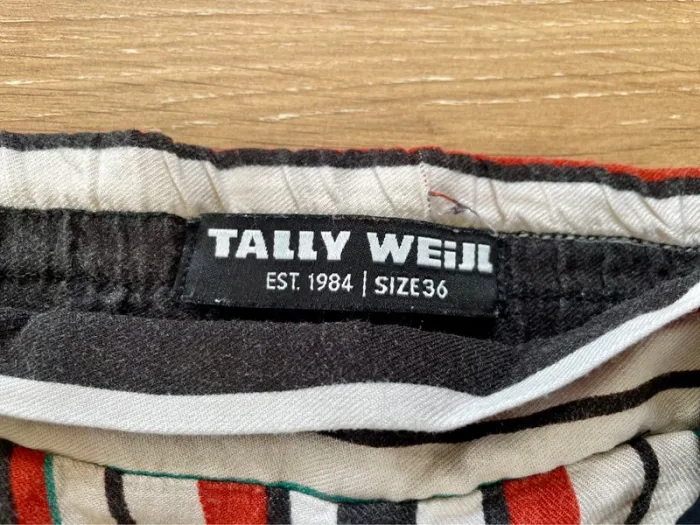 TALLY WEiJL
EST. 1984 | SIZE36